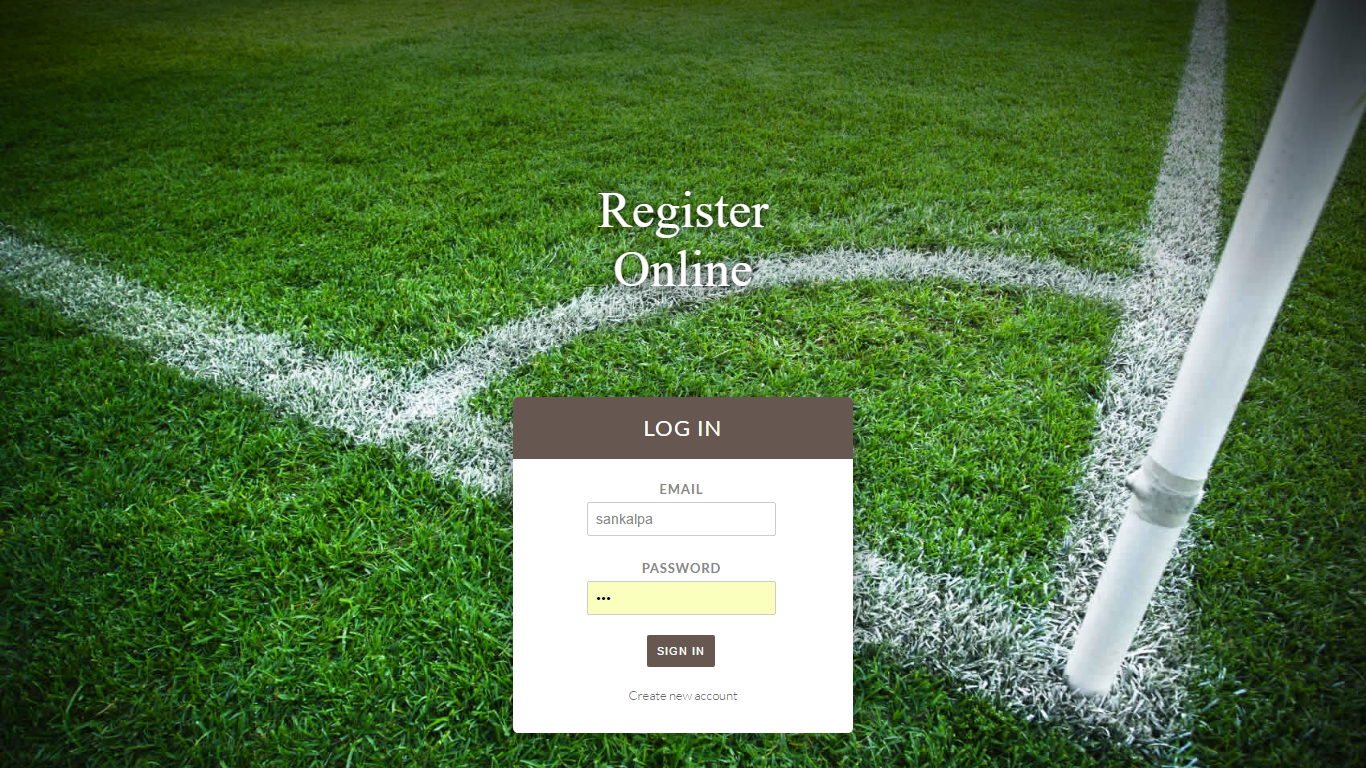 Register
Online
LOG IN
EMAIL
sankalpa
PASSWORD
•••
SIGN IN
Create new account